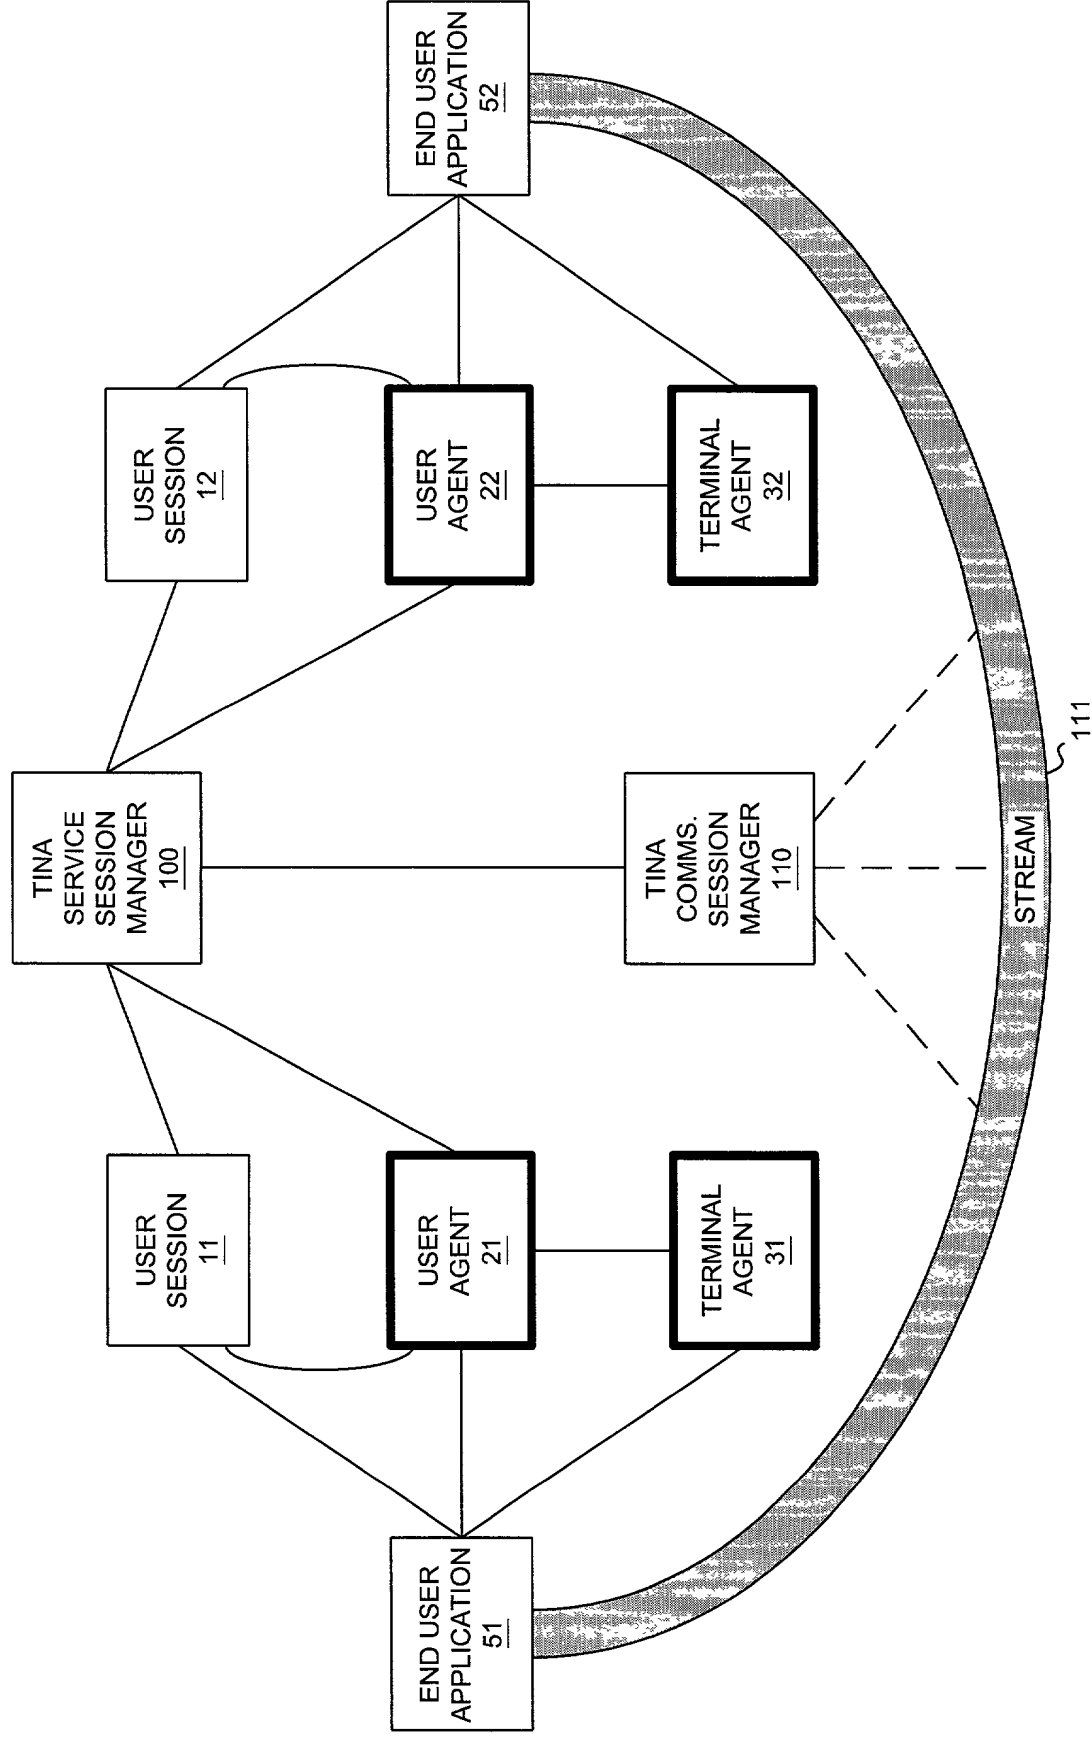 TINA
SERVICE
SESSION
MANAGER
100
USER
SESSION
11
USER
SESSION
12
END USER
APPLICATION
51
USER
AGENT
21
USER
AGENT
22
END USER
APPLICATION
52
TERMINAL
AGENT
31
TINA
COMMS.
SESSION
MANAGER
110
TERMINAL
AGENT
32
STREAM
111